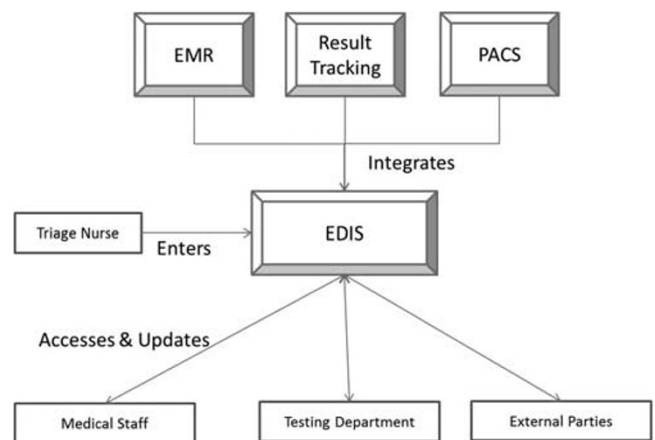 EMR
Result
Tracking
PACS
Integrates
Triage Nurse
Enters
EDIS
Accesses & Updates
Medical Staff
Testing Department
External Parties